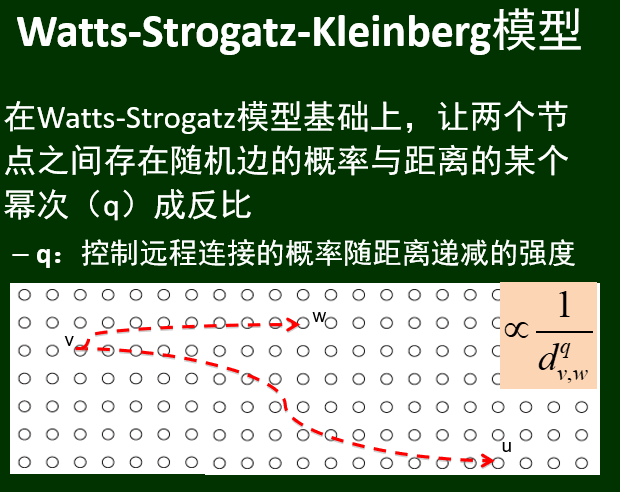 Watts-Strogatz-Kleinberg模型
在Watts-Strogatz模型基础上，让两个节
点之间存在随机边的概率与距离的某个
幂次（q）成反比
– q：控制远程连接的概率随距离递减的强度
w
v
∝ 1 / d_{v,w}^q
u